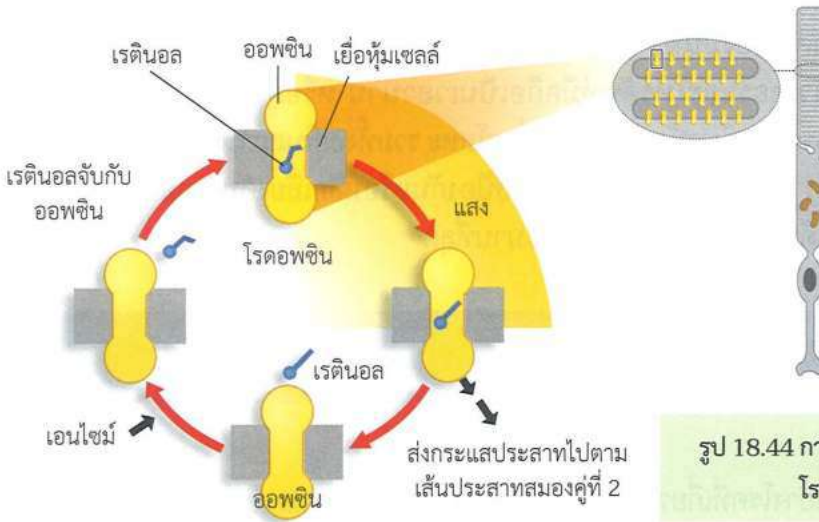 เรตินอล
ออพซิน
เยื่อหุ้มเซลล์
เรตินอลจับกับ
ออพซิน
แสง
โรดอพซิน
เรตินอล
เอนไซม์
ออพซิน
ส่งกระแสประสาทไปตาม
เส้นประสาทสมองคู่ที่ 2
รูป 18.44